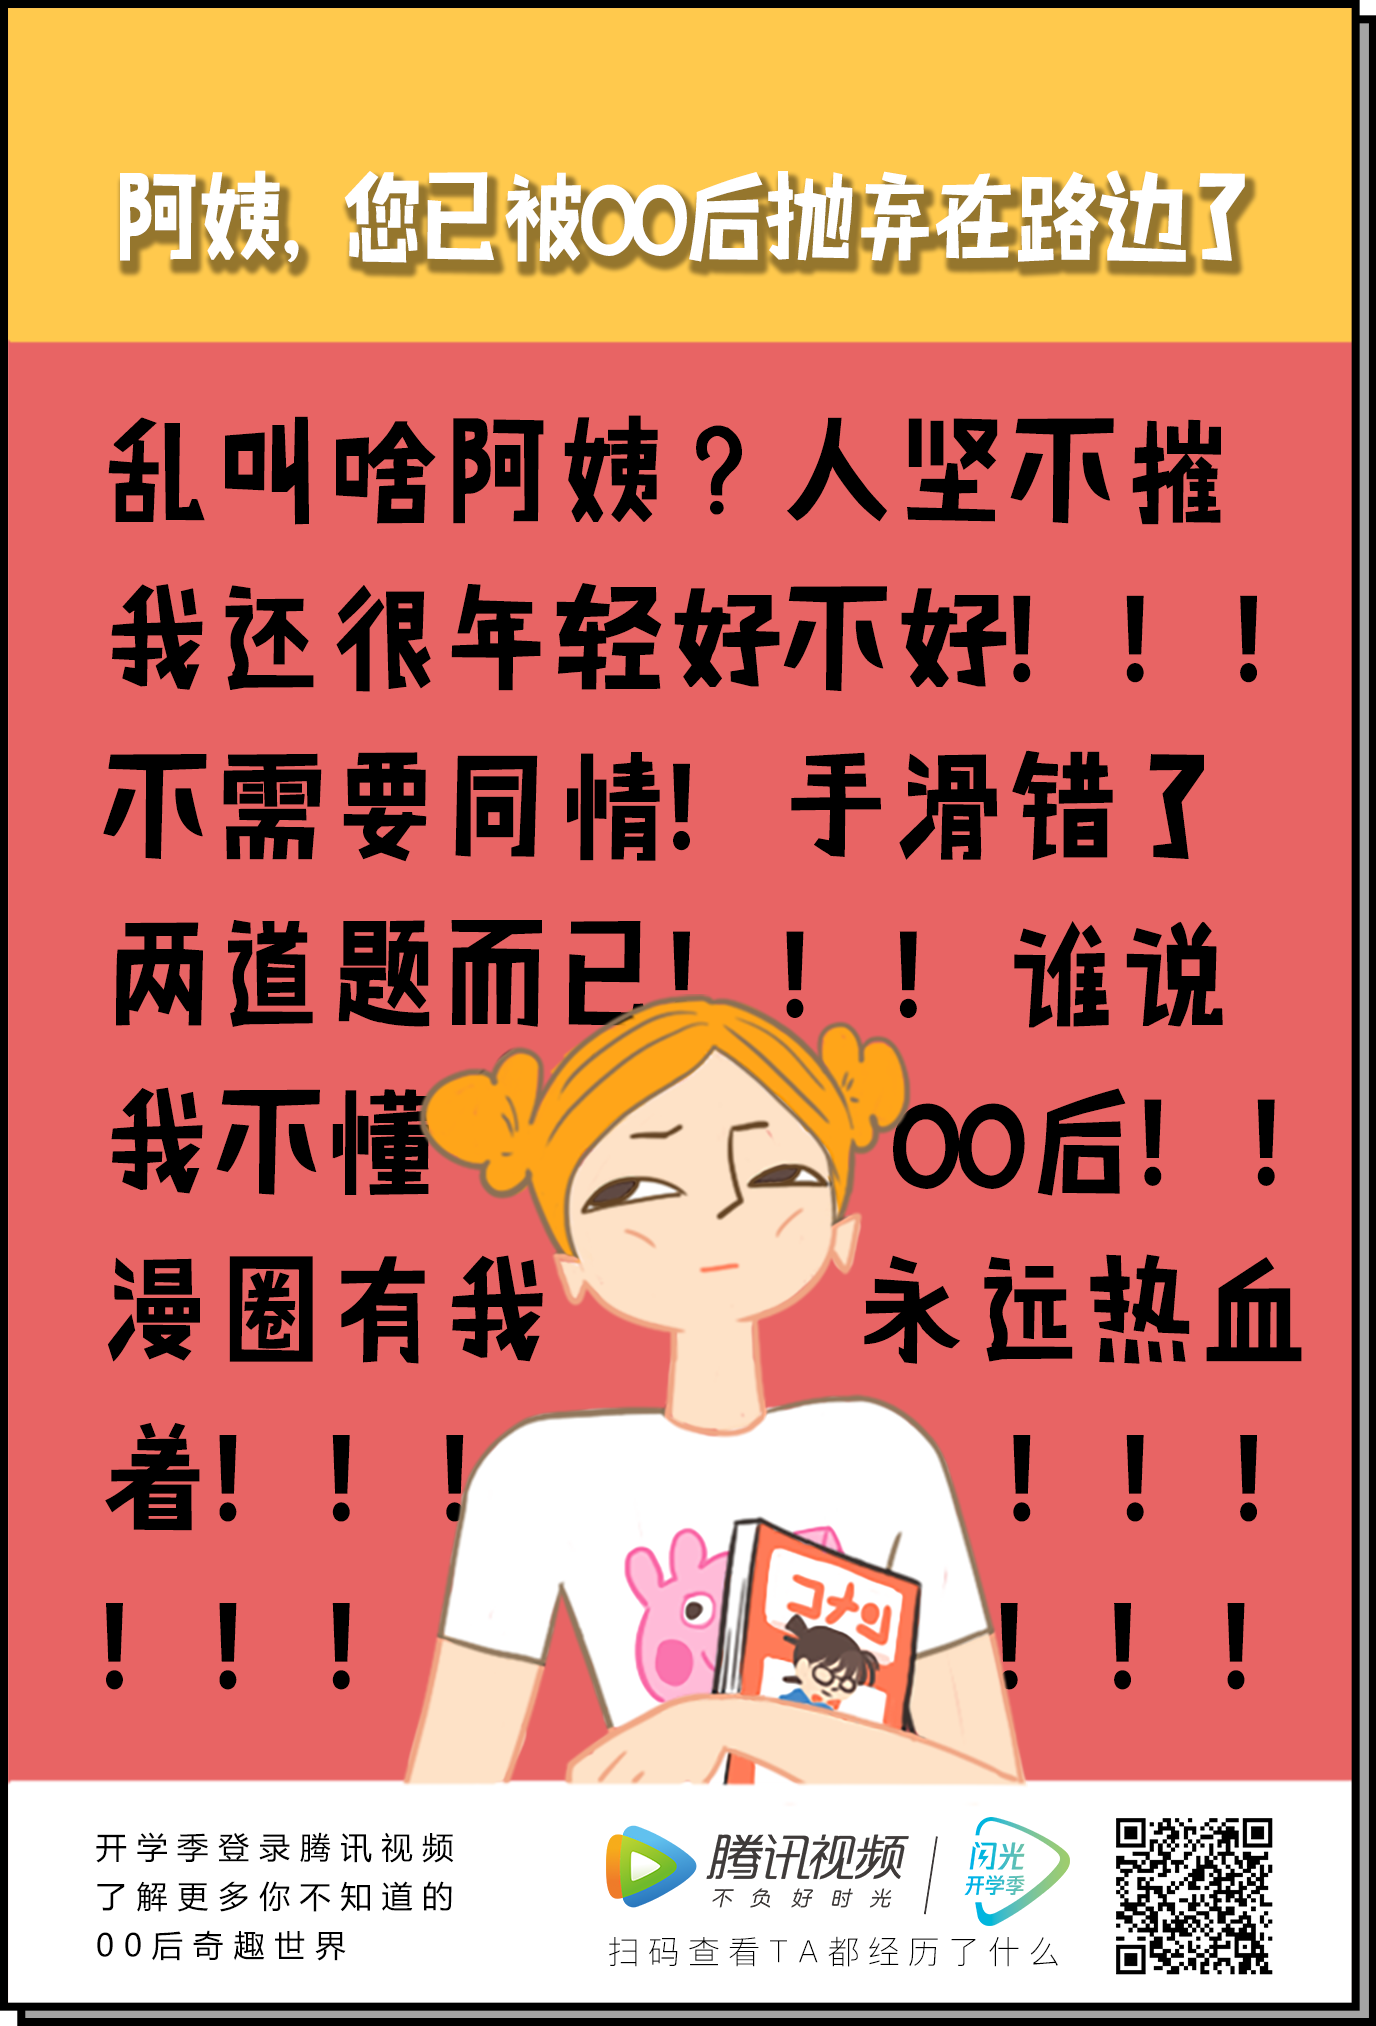 阿姨，您已被00后抛弃在路边了
乱叫啥阿姨？人坚不摧
我还很年轻好不好！！！
不需要同情！手滑错了
两道题而已！！！谁说
我不懂00后！！
漫圈有我永远热血
着！！！！！！
！！！！！！
コナン
开学季登录腾讯视频
了解更多你不知道的
00后奇趣世界
腾讯视频
不负好时光
闪光
开学季
扫码查看TA都经历了什么